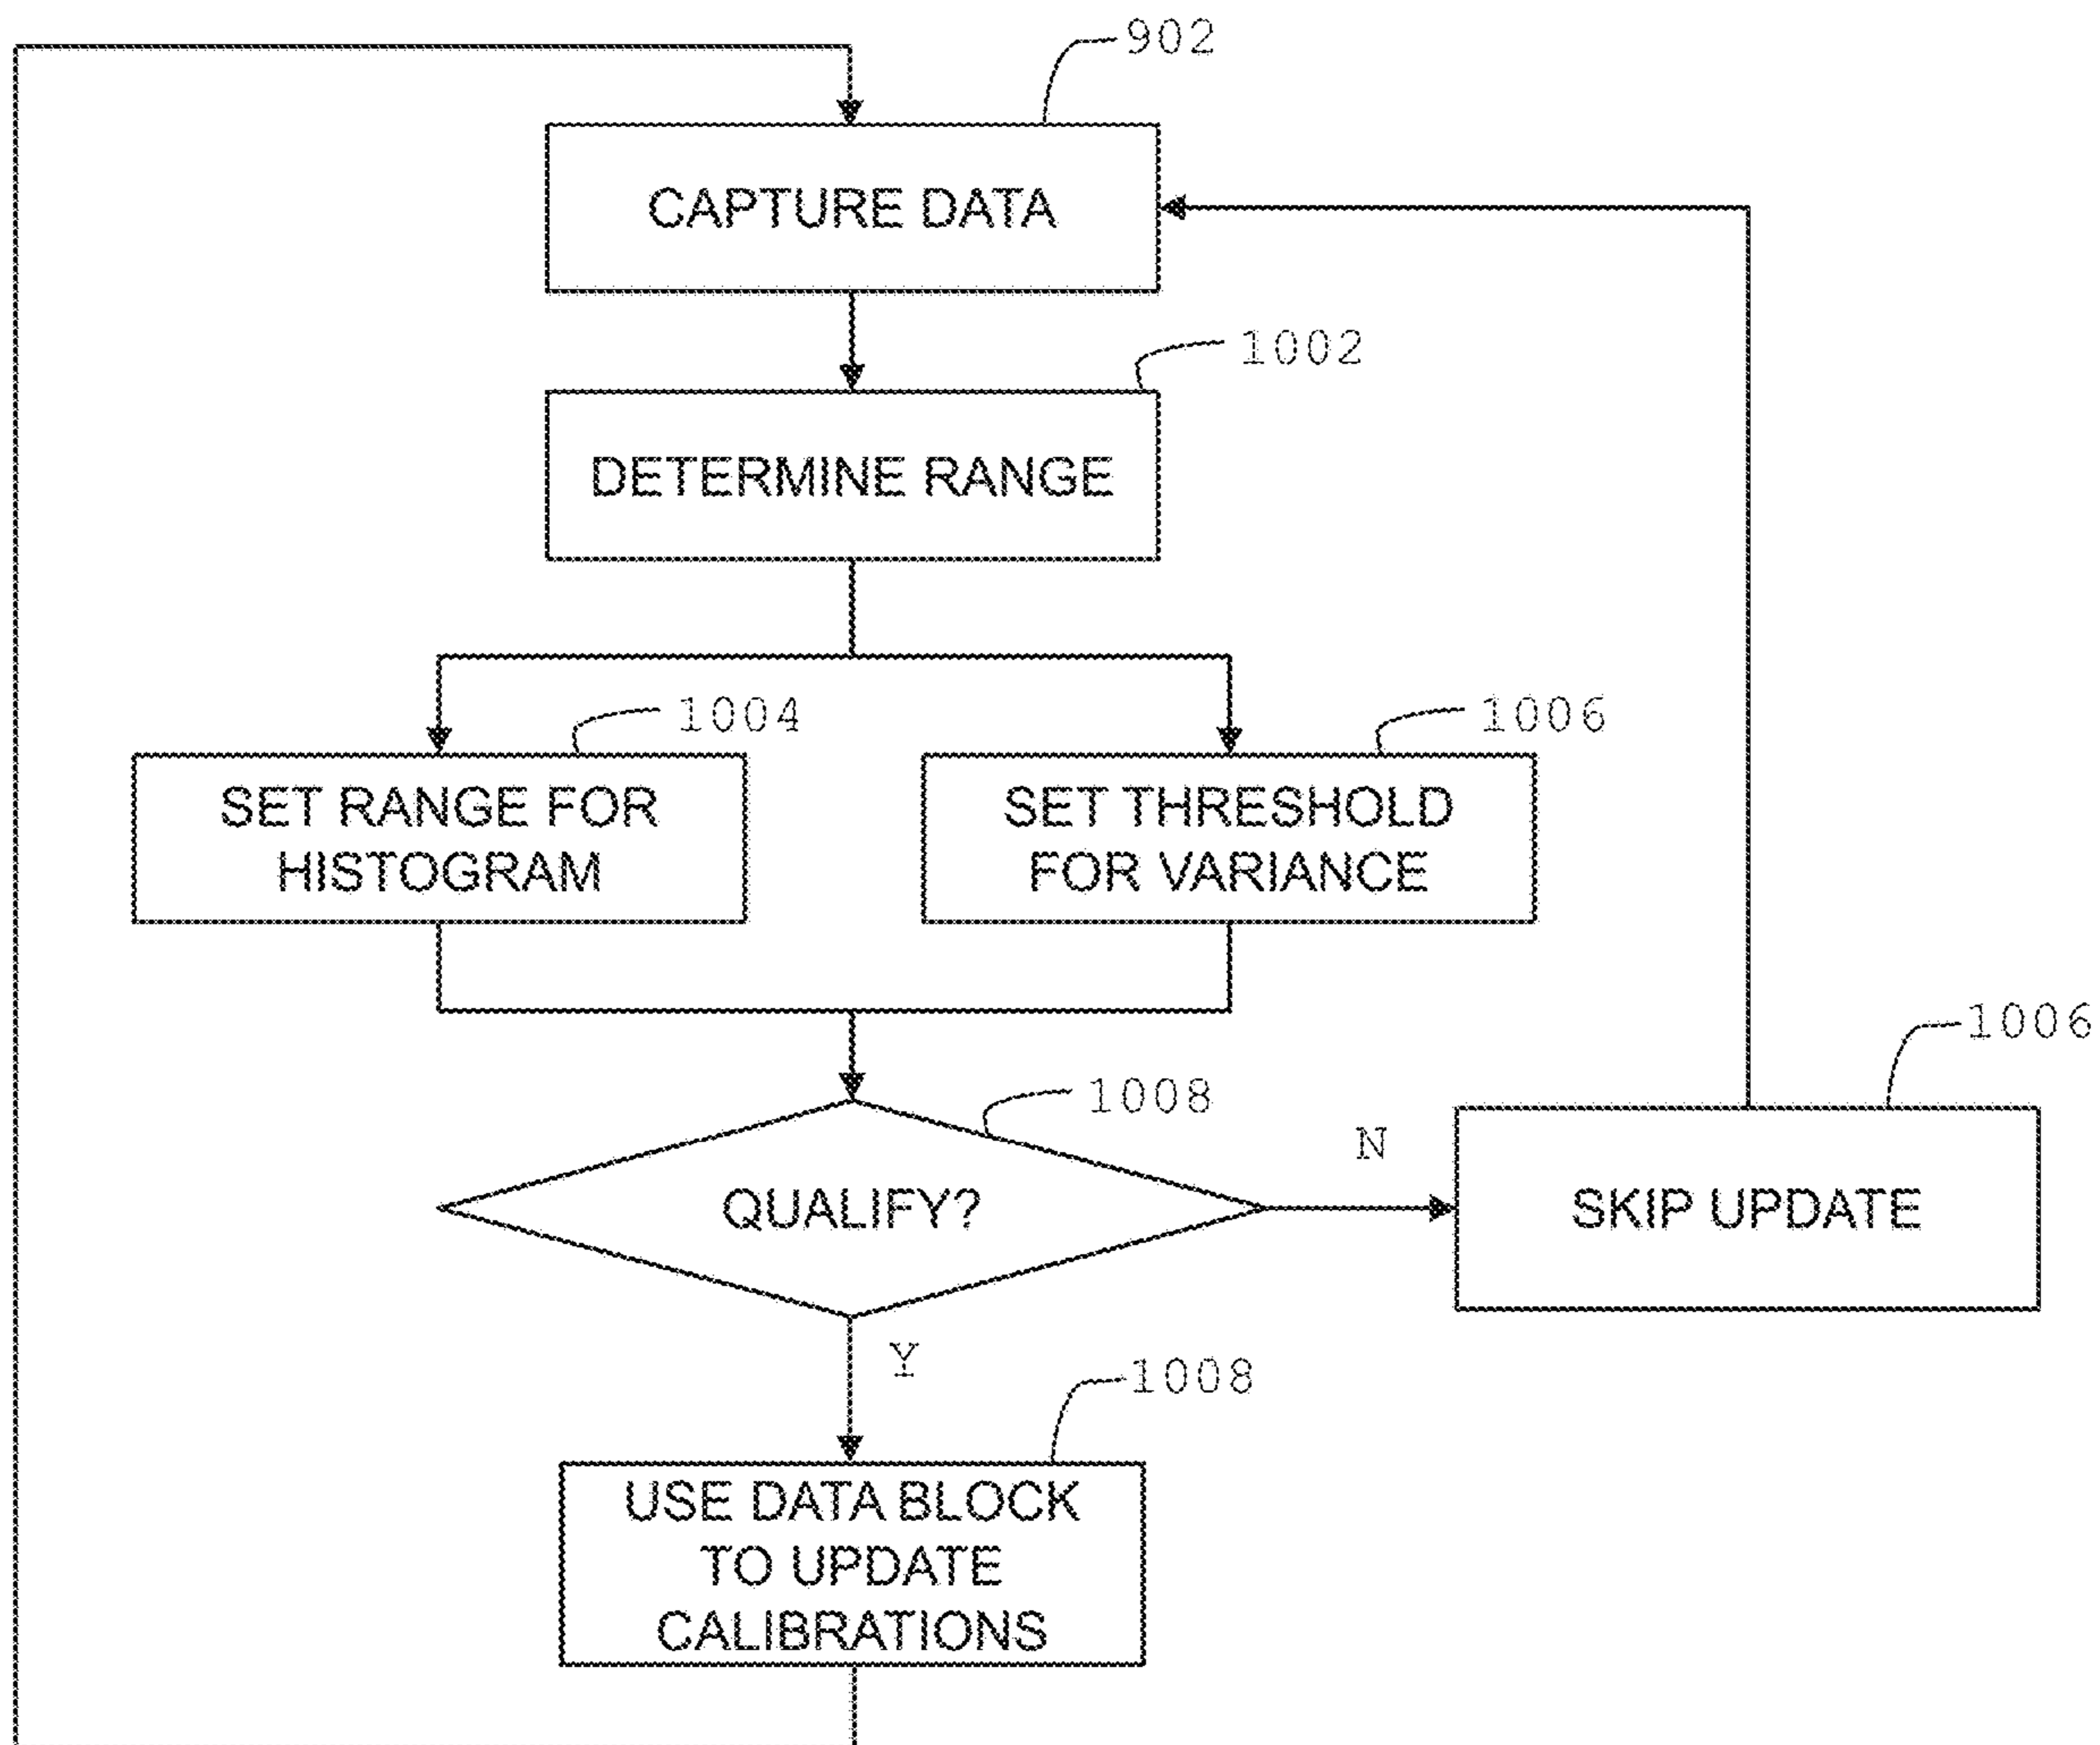 902
CAPTURE DATA
1002
DETERMINE RANGE
1004
SET RANGE FOR
HISTOGRAM
1006
SET THRESHOLD
FOR VARIANCE
1008
QUALIFY?
N
1006
SKIP UPDATE
Y
1008
USE DATA BLOCK
TO UPDATE
CALIBRATIONS